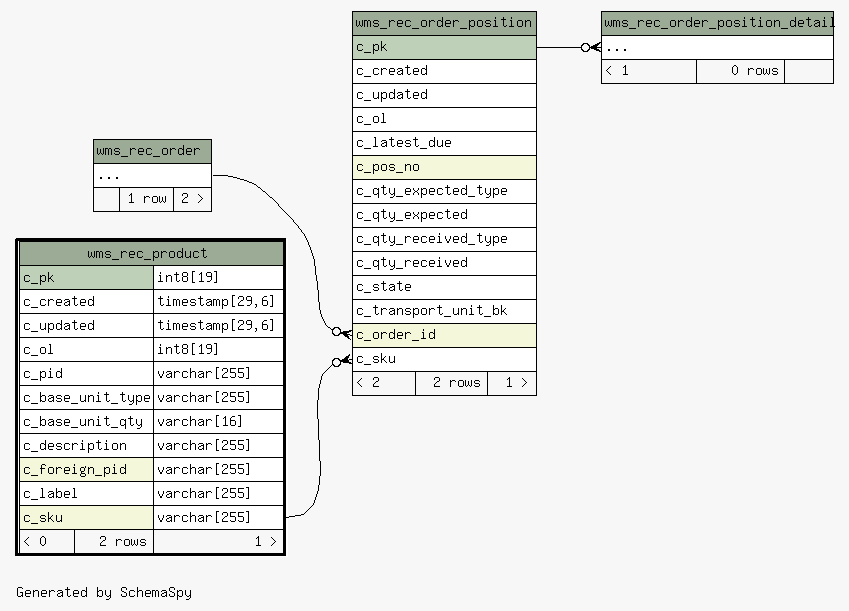 wms_rec_order_position
c_pk
c_created
c_updated
c_ol
c_latest_due
c_pos_no
c_qty_expected_type
c_qty_expected
c_qty_received_type
c_qty_received
c_state
c_transport_unit_bk
c_order_id
c_sku
< 2 2 rows 1 >
wms_rec_order_position_detail
...
< 1 0 rows
wms_rec_order
...
1 row 2 >
wms_rec_product
c_pk int8[19]
c_created timestamp[29,6]
c_updated timestamp[29,6]
c_ol int8[19]
c_pid varchar[255]
c_base_unit_type varchar[255]
c_base_unit_qty varchar[16]
c_description varchar[255]
c_foreign_pid varchar[255]
c_label varchar[255]
c_sku varchar[255]
< 0 2 rows 1 >
Generated by SchemaSpy